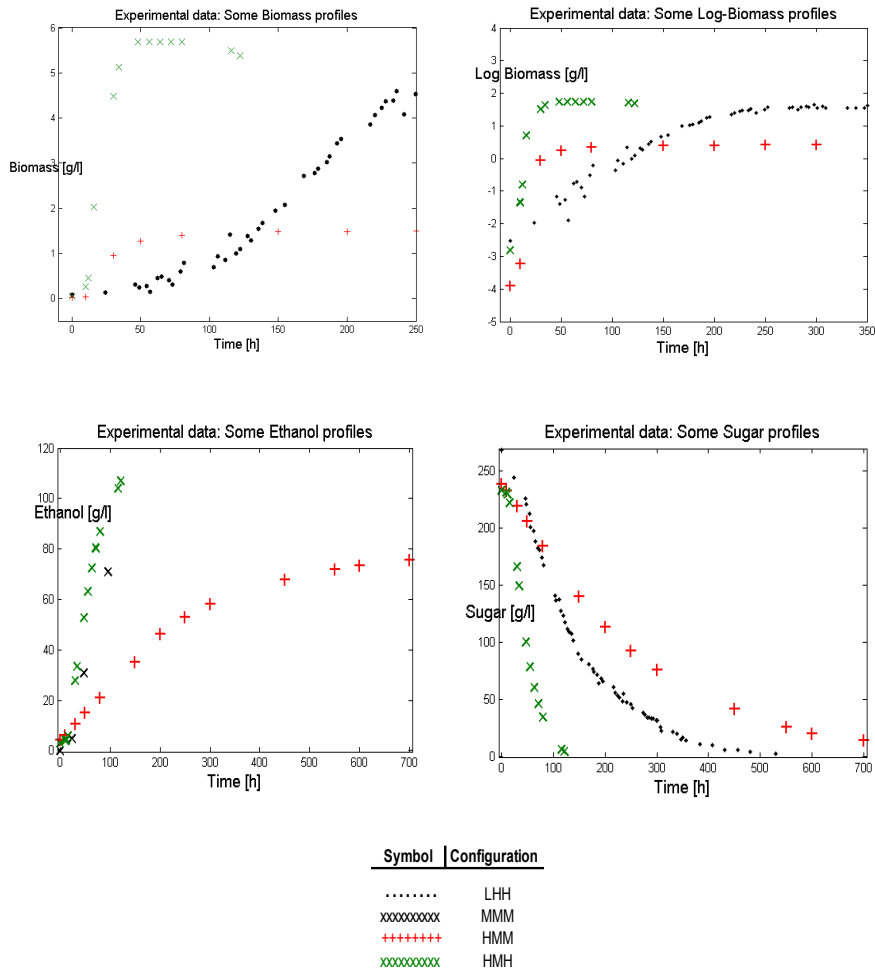 Experimental data: Some Biomass profiles
6
5
4
3
2
1
0
Biomass [g/l]
0 50 100 150 200 250
Time [h]
Experimental data: Some Log-Biomass profiles
4
3
2
1
0
-1
-2
-3
-4
-5
Log Biomass [g/l]
0 50 100 150 200 250 300 350
Time [h]
Experimental data: Some Ethanol profiles
120
100
80
60
40
20
0
Ethanol [g/l]
0 100 200 300 400 500 600 700
Time [h]
Experimental data: Some Sugar profiles
250
200
150
100
50
0
Sugar [g/l]
0 100 200 300 400 500 600 700
Time [h]
Symbol Configuration
LHH
MMM
HMM
HMH